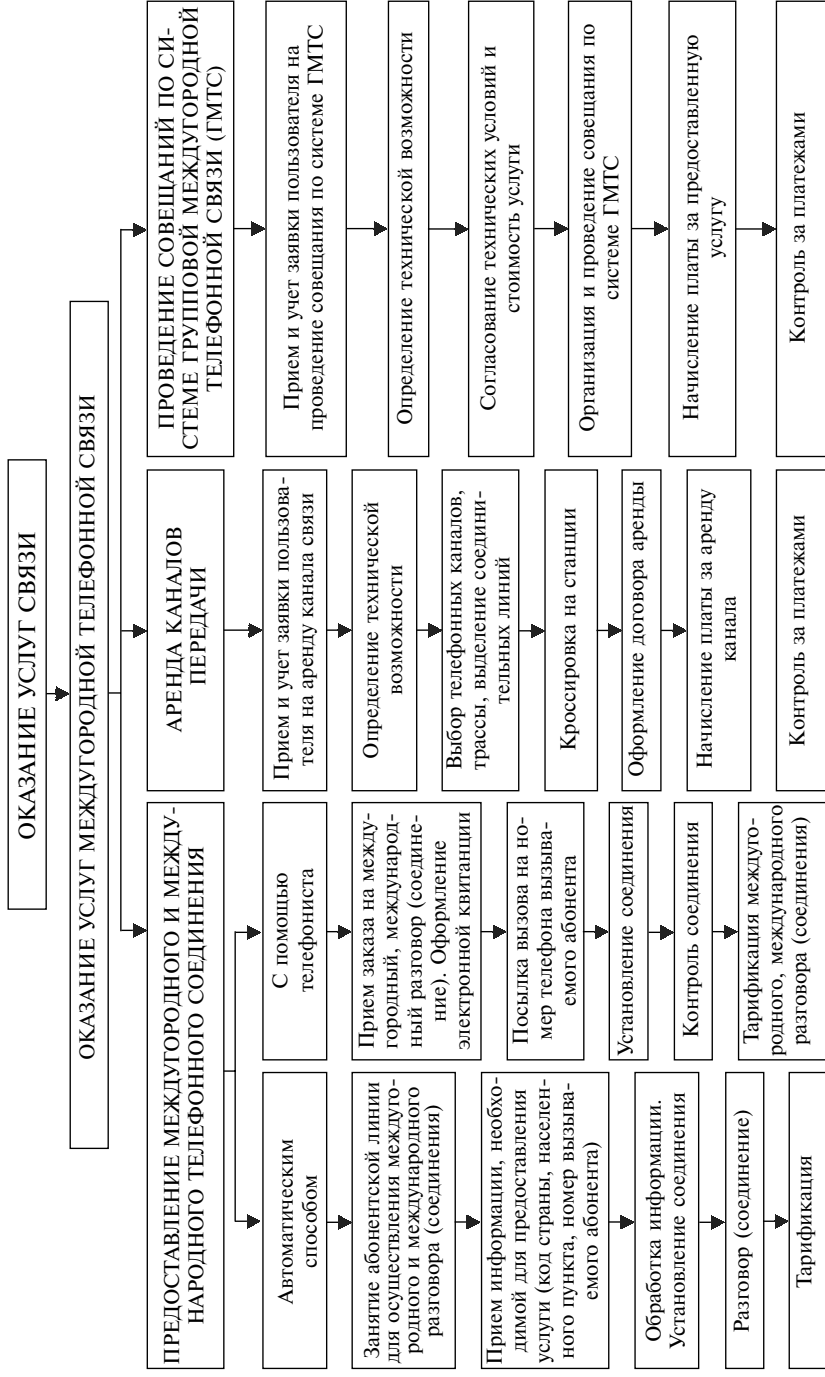 ОКАЗАНИЕ УСЛУГ СВЯЗИ
ОКАЗАНИЕ УСЛУГ МЕЖДУГОРОДНОЙ ТЕЛЕФОННОЙ СВЯЗИ
ПРЕДОСТАВЛЕНИЕ МЕЖДУГОРОДНОГО И МЕЖДУ-
НАРОДНОГО ТЕЛЕФОННОГО СОЕДИНЕНИЯ
Автоматическим
способом
Занятие абонентской линии
для осуществления междуго-
родного и международного
разговора (соединения)
Прием информации, необхо-
димой для предоставления
услуги (код страны, населен-
ного пункта, номер вызыва-
емого абонента)
Обработка информации.
Установление соединения
Разговор (соединение)
Тарификация
С помощью
телефониста
Прием заказа на между-
городный, международ-
ный разговор (соедине-
ние). Оформление
электронной квитанции
Посылка вызова на но-
мер телефона вызыва-
емого абонента
Установление соединения
Контроль соединения
Тарификация междуго-
родного, международного
разговора (соединения)
АРЕНДА КАНАЛОВ
ПЕРЕДАЧИ
Прием и учет заявки пользова-
теля на аренду канала связи
Определение технической
возможности
Выбор телефонных каналов,
трассы, выделение соедини-
тельных линий
Кроссировка на станции
Оформление договора аренды
Начисление платы за аренду
канала
Контроль за платежами
ПРОВЕДЕНИЕ СОВЕЩАНИЙ ПО СИ-
СТЕМЕ ГРУППОВОЙ МЕЖДУГОРОДНОЙ
ТЕЛЕФОННОЙ СВЯЗИ (ГМТС)
Прием и учет заявки пользователя на
проведение совещания по системе ГМТС
Определение технической возможности
Согласование технических условий и
стоимость услуги
Организация и проведение совещания по
системе ГМТС
Начисление платы за предоставленную
услугу
Контроль за платежами